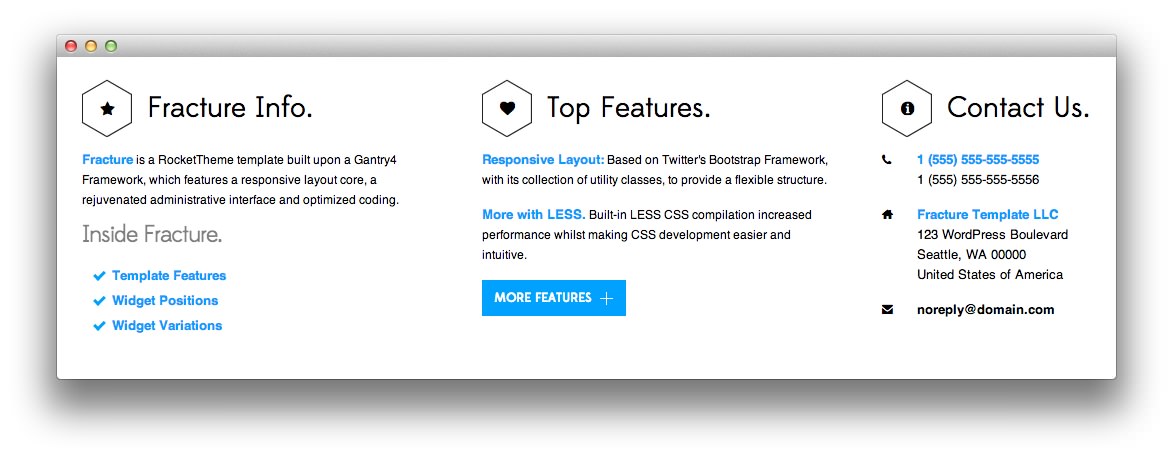 Fracture Info.
Fracture is a RocketTheme template built upon a Gantry4
Framework, which features a responsive layout core, a
rejuvenated administrative interface and optimized coding.
Inside Fracture.
Template Features
Widget Positions
Widget Variations
Top Features.
Responsive Layout: Based on Twitter's Bootstrap Framework,
with its collection of utility classes, to provide a flexible structure.
More with LESS. Built-in LESS CSS compilation increased
performance whilst making CSS development easier and
intuitive.
MORE FEATURES
Contact Us.
1 (555) 555-555-5555
1 (555) 555-555-5556
Fracture Template LLC
123 WordPress Boulevard
Seattle, WA 00000
United States of America
noreply@domain.com